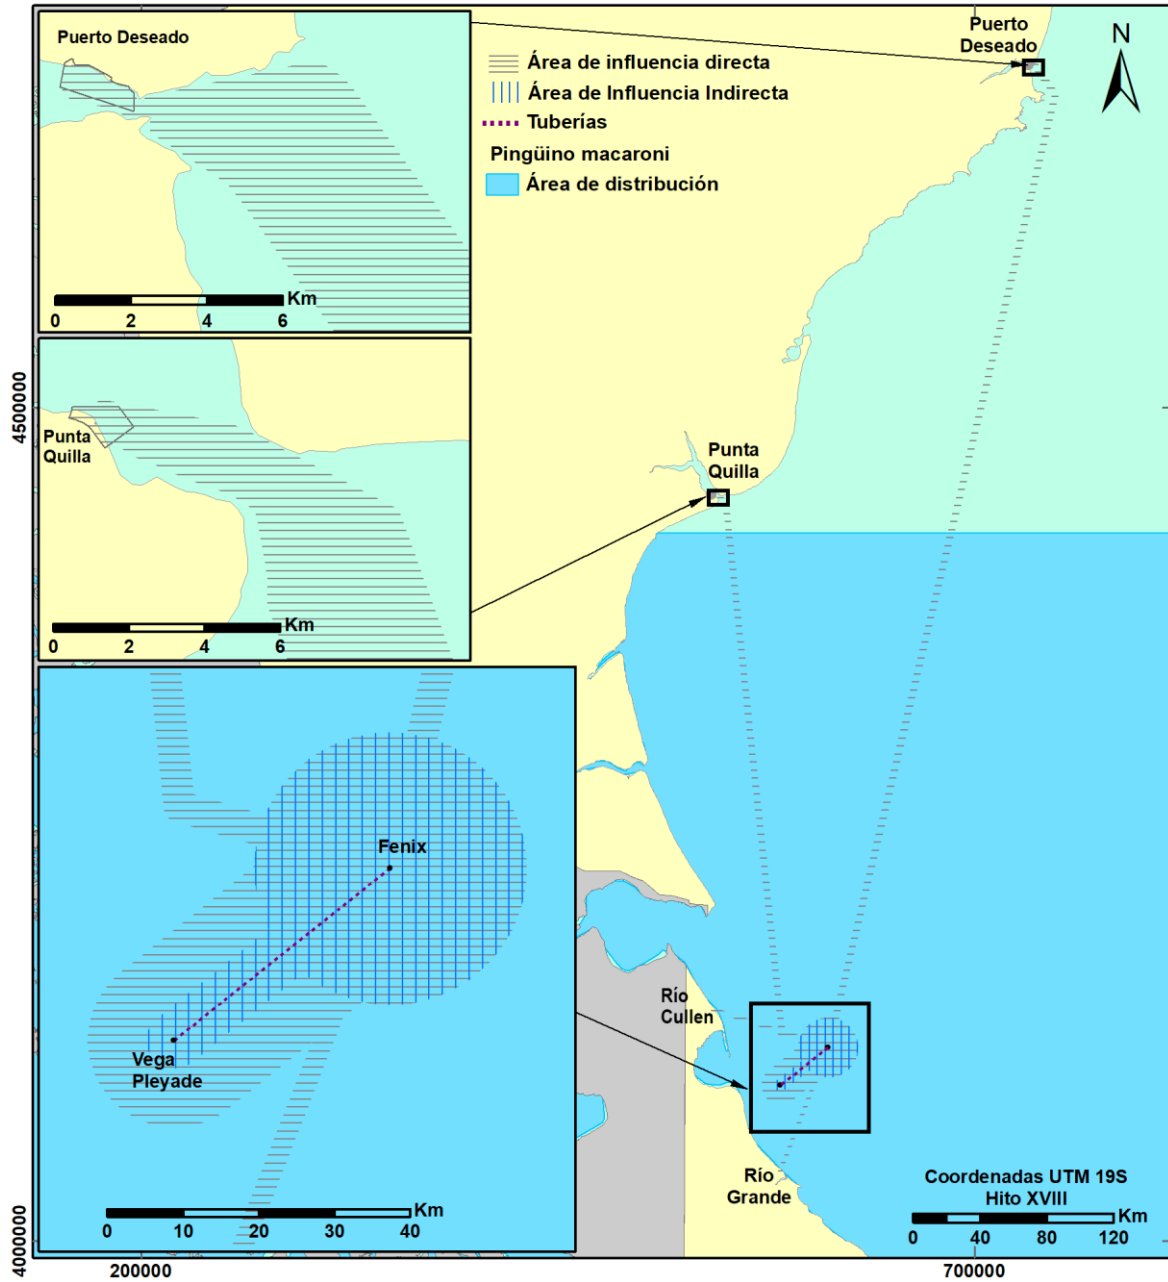 Puerto Deseado
Km
0 2 4 6
Punta
Quilla
Km
0 2 4 6
Fenix
Vega
Pleyade
Km
0 10 20 30 40
Área de influencia directa
Área de Influencia Indirecta
Tuberías
Pingüino macaroni
Área de distribución
Puerto
Deseado
N
Punta
Quilla
Río
Cullen
Río
Grande
Coordenadas UTM 19S
Hito XVIII
Km
0 40 80 120
4500000
4000000
200000 700000